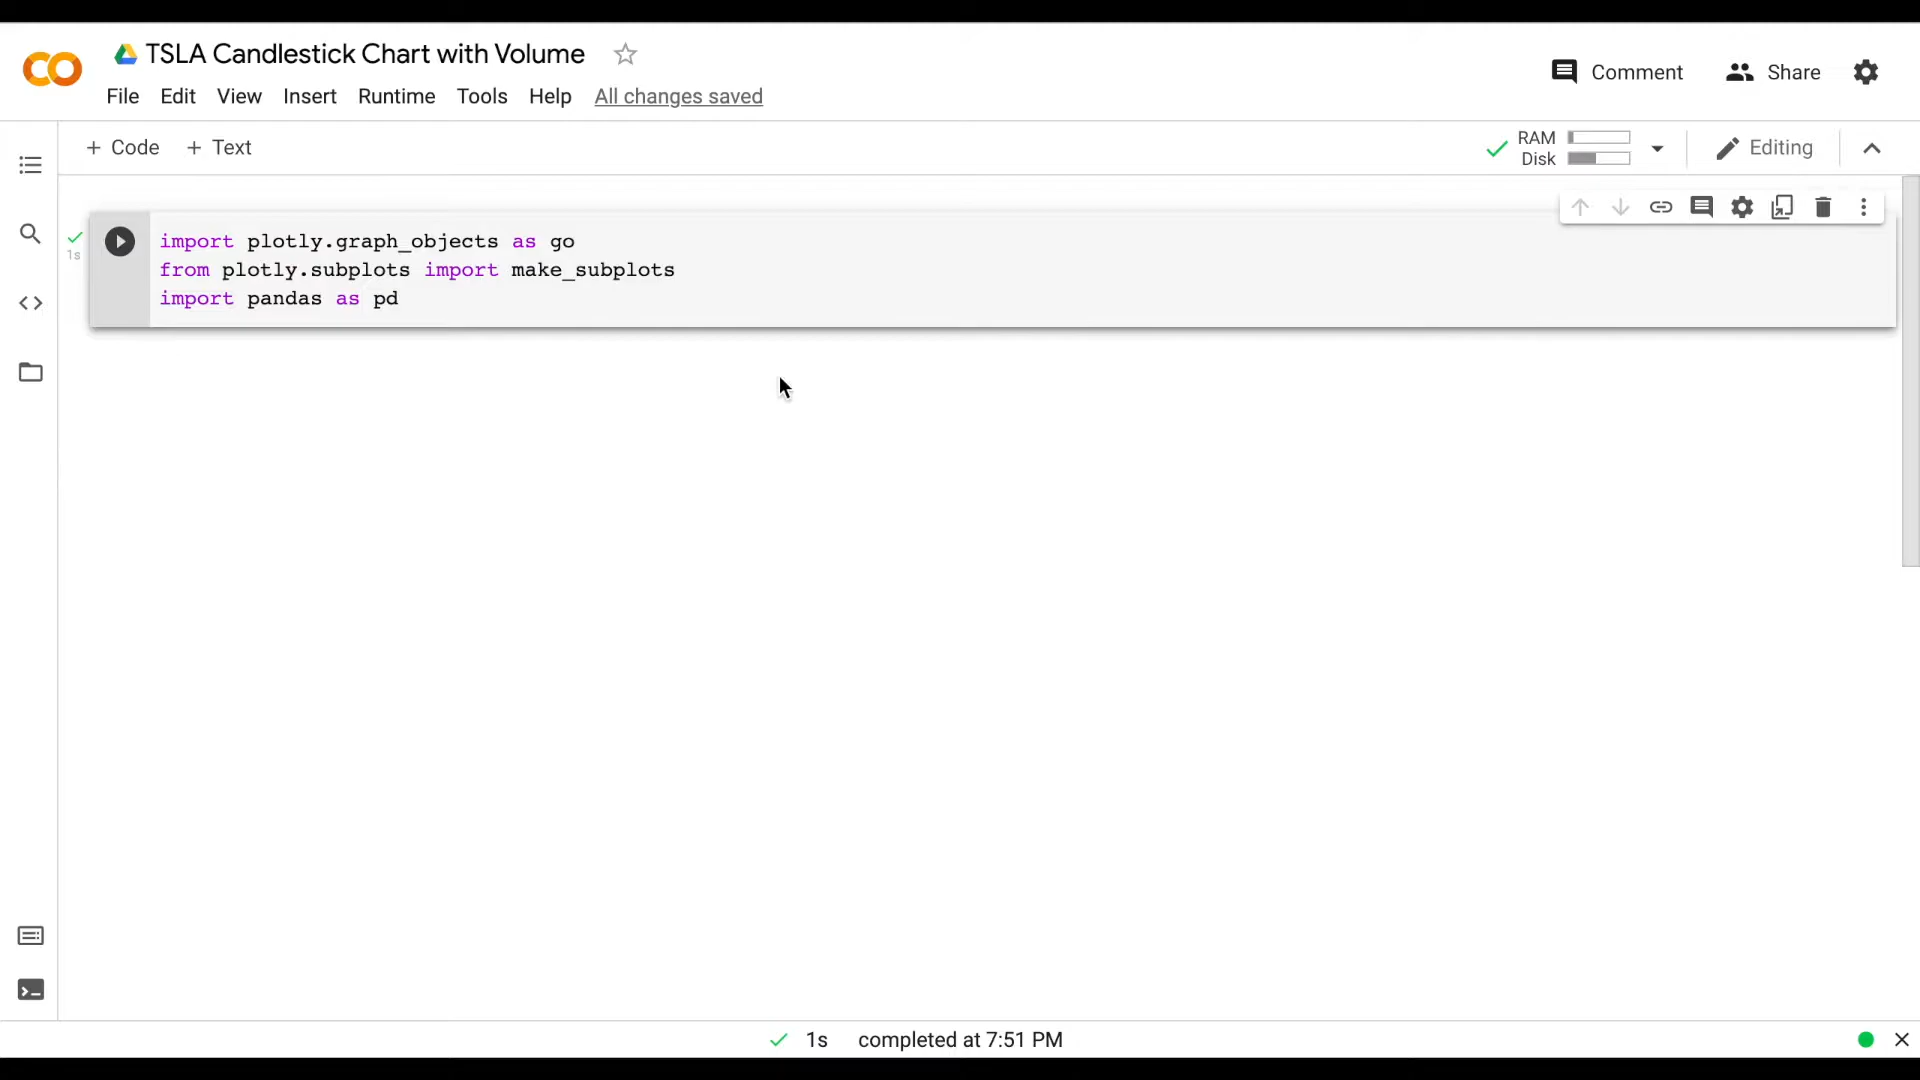 TSLA Candlestick Chart with Volume
Comment
Share
File Edit View Insert Runtime Tools Help All changes saved
+ Code + Text
RAM
Disk
Editing
1s
import plotly.graph_objects as go
from plotly.subplots import make_subplots
import pandas as pd
1s completed at 7:51 PM